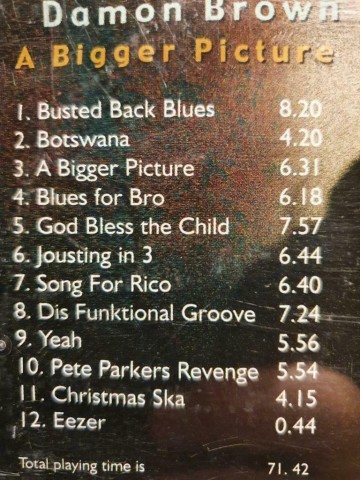 Damon Brown
A Bigger Picture
1. Busted Back Blues 8.20
2. Botswana 4.20
3. A Bigger Picture 6.31
4. Blues for Bro 6.18
5. God Bless the Child 7.57
6. Jousting in 3 6.44
7. Song For Rico 6.40
8. Dis Funktional Groove 7.24
9. Yeah 5.56
10. Pete Parkers Revenge 5.54
11. Christmas Ska 4.15
12. Eezer 0.44
Total playing time is 71. 42